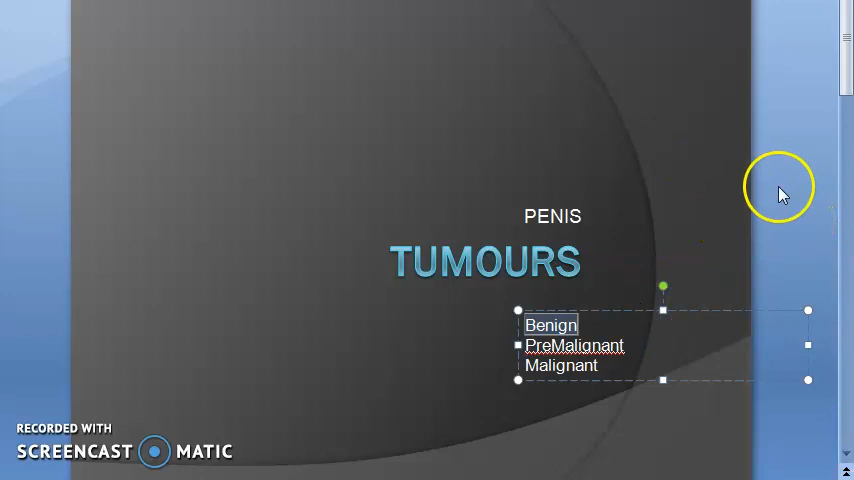 PENIS
TUMOURS
Benign
PreMalignant
Malignant
RECORDED WITH
SCREENCAST MATIC